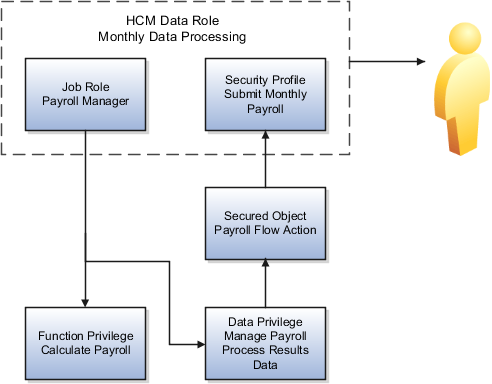 HCM Data Role
Monthly Data Processing
Job Role
Payroll Manager
Security Profile
Submit Monthly
Payroll
Secured Object
Payroll Flow Action
Function Privilege
Calculate Payroll
Data Privilege
Manage Payroll
Process Results
Data